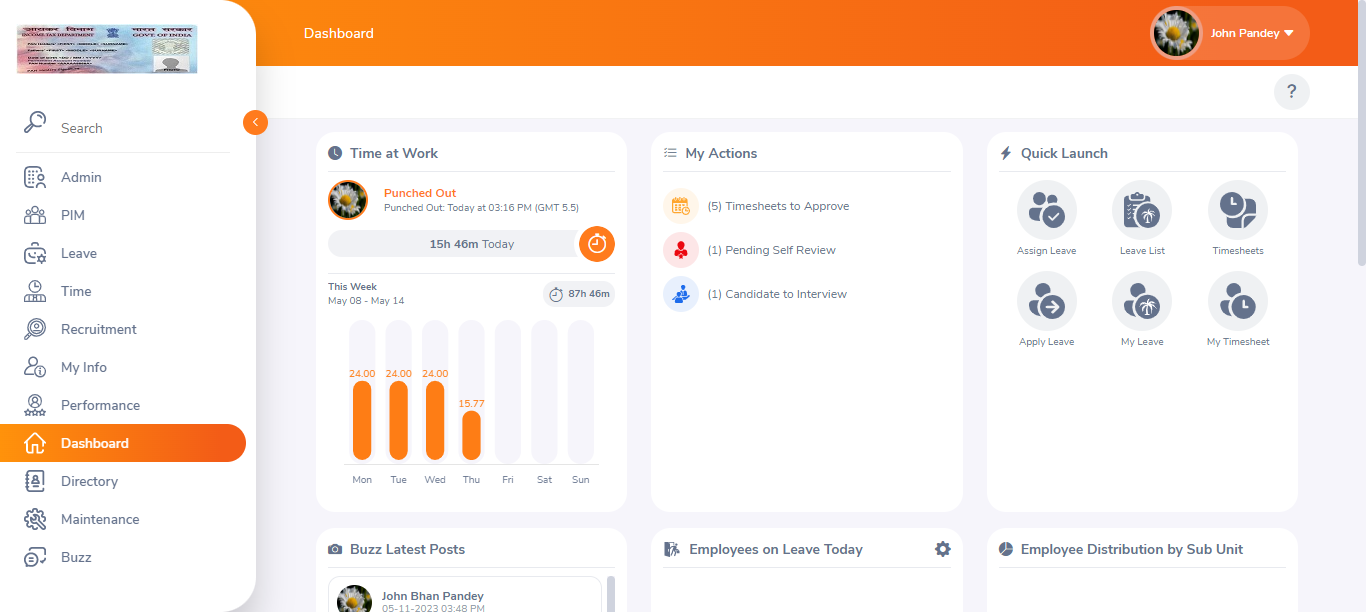 आयकर विभाग
INCOME TAX DEPARTMENT
भारत सरकार
GOVT OF INDIA
Search
Admin
PIM
Leave
Time
Recruitment
My Info
Performance
Dashboard
Directory
Maintenance
Buzz
Dashboard
John Pandey
?
Time at Work
Punched Out
Punched Out: Today at 03:16 PM (GMT 5.5)
15h 46m Today
This Week
May 08 - May 14
87h 46m
24.00 24.00 24.00 15.77
Mon Tue Wed Thu Fri Sat Sun
My Actions
(5) Timesheets to Approve
(1) Pending Self Review
(1) Candidate to Interview
Quick Launch
Assign Leave Leave List Timesheets
Apply Leave My Leave My Timesheet
Buzz Latest Posts
John Bhan Pandey
05-11-2023 03:48 PM
Employees on Leave Today
Employee Distribution by Sub Unit